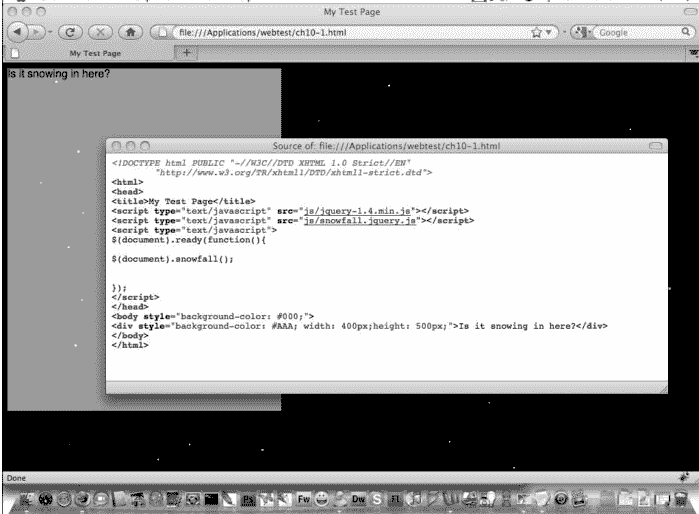 My Test Page
file:///Applications/webtest/ch10-1.html
Google
My Test Page
Is it snowing in here?
Source of: file:///Applications/webtest/ch10-1.html
<!DOCTYPE html PUBLIC "-//W3C//DTD XHTML 1.0 Strict//EN"
"http://www.w3.org/TR/xhtml1/DTD/xhtml1-strict.dtd">
<html>
<head>
<title>My Test Page</title>
<script type="text/javascript" src="js/jquery-1.4.min.js"></script>
<script type="text/javascript" src="js/snowfall.jquery.js"></script>
<script type="text/javascript">
$(document).ready(function(){
$(document).snowfall();
});
</script>
</head>
<body style="background-color: #000;">
<div style="background-color: #AAA; width: 400px;height: 500px;">Is it snowing in here?</div>
</body>
</html>
Done
Ps
Fw
Dw
S
Fl